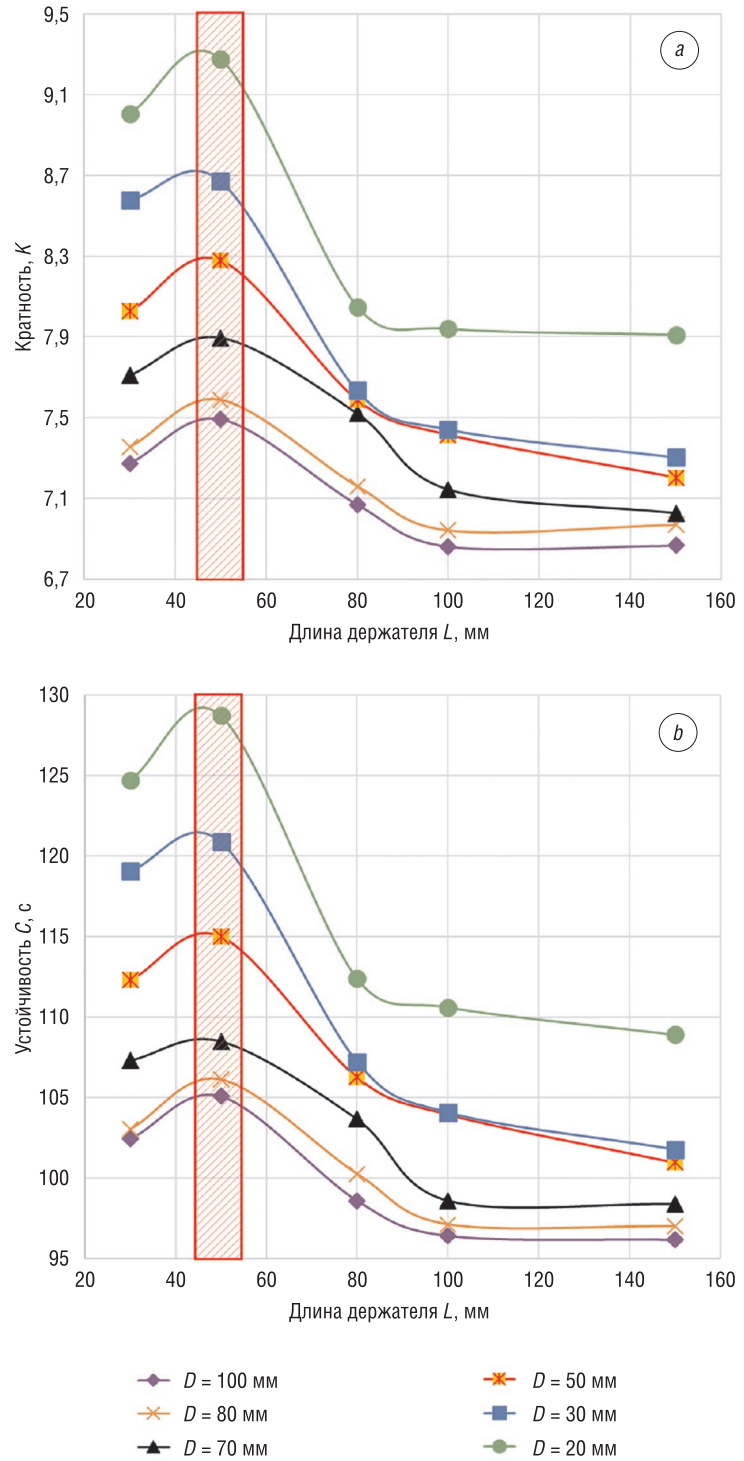 a
Кратность, K
9,5
9,1
8,7
8,3
7,9
7,5
7,1
6,7
20 40 60 80 100 120 140 160
Длина держателя L, мм
b
Устойчивость C, с
130
125
120
115
110
105
100
95
20 40 60 80 100 120 140 160
Длина держателя L, мм
D = 100 мм
D = 80 мм
D = 70 мм
D = 50 мм
D = 30 мм
D = 20 мм